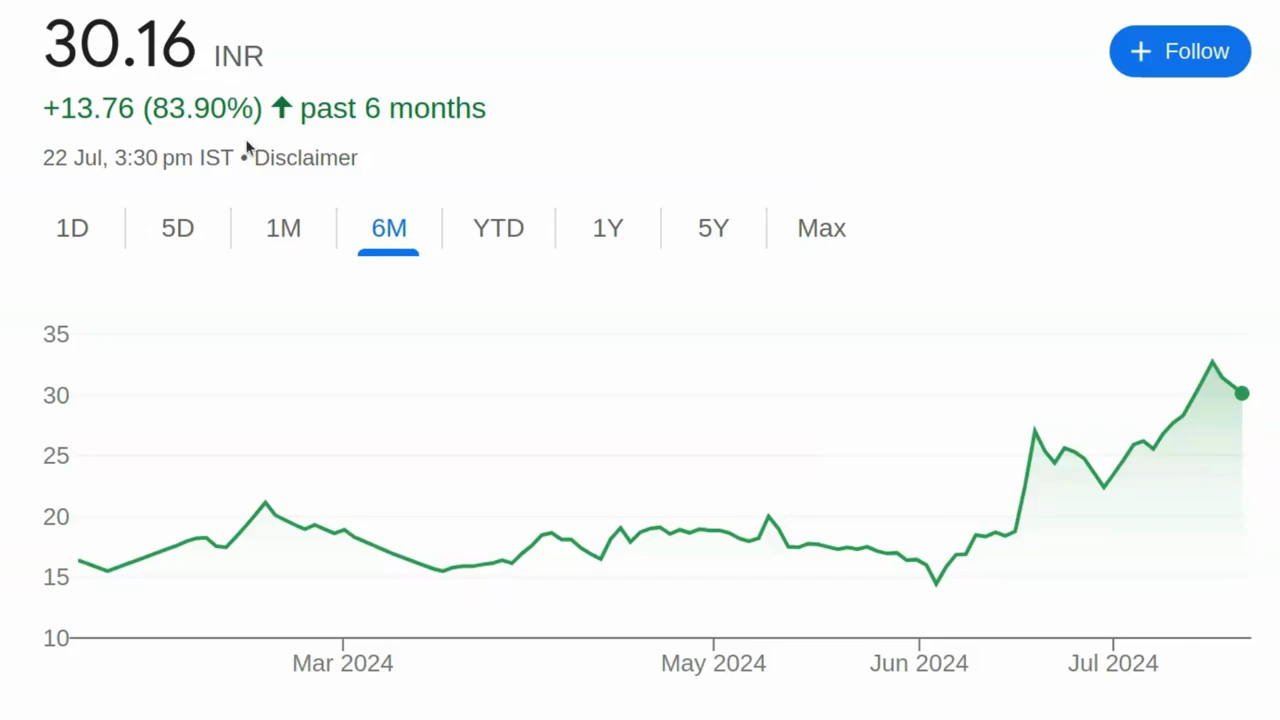 30.16 INR
+ Follow
+13.76 (83.90%) ↑ past 6 months
22 Jul, 3:30 pm IST • Disclaimer
1D 5D 1M 6M YTD 1Y 5Y Max
35
30
25
20
15
10
Mar 2024 May 2024 Jun 2024 Jul 2024